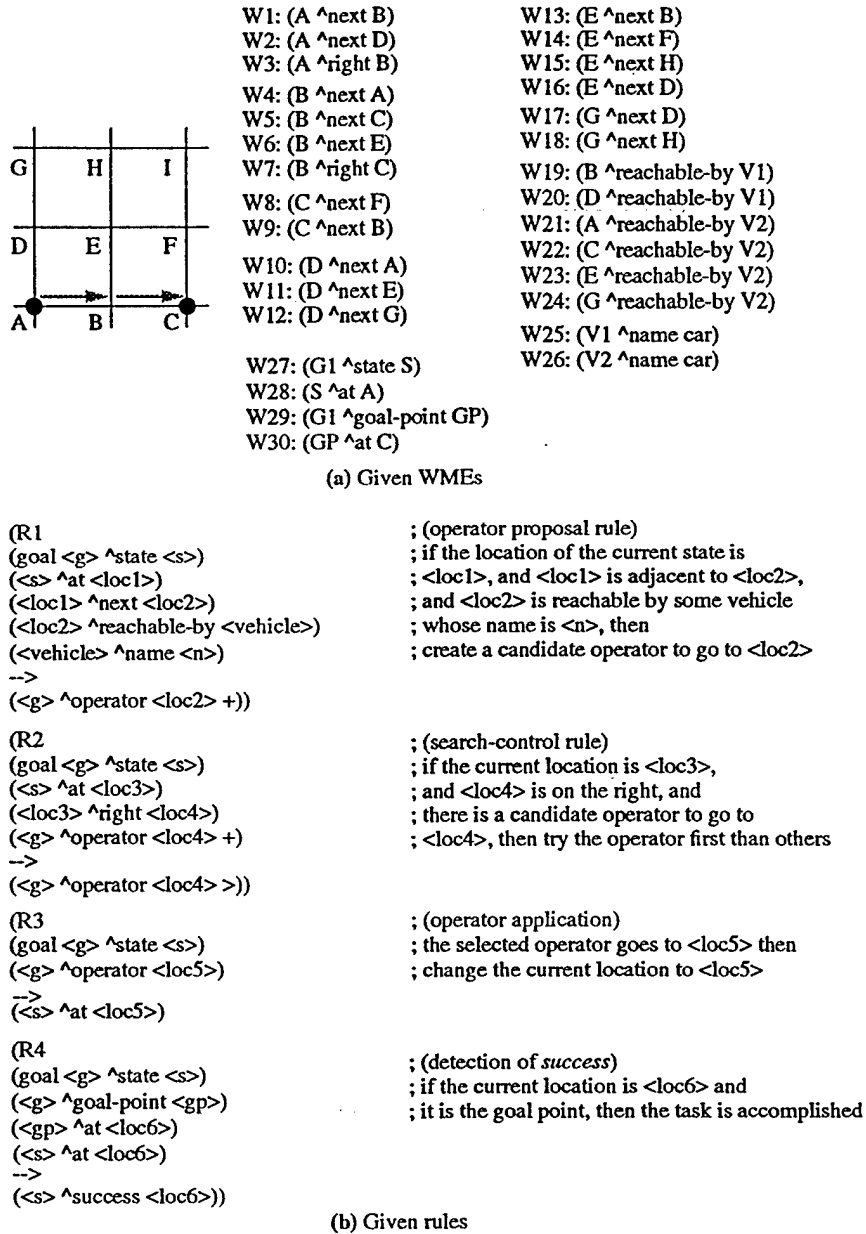 W1: (A ^next B)
W2: (A ^next D)
W3: (A ^right B)
W4: (B ^next A)
W5: (B ^next C)
W6: (B ^next E)
W7: (B ^right C)
W8: (C ^next F)
W9: (C ^next B)
W10: (D ^next A)
W11: (D ^next E)
W12: (D ^next G)
W13: (E ^next B)
W14: (E ^next F)
W15: (E ^next H)
W16: (E ^next D)
W17: (G ^next D)
W18: (G ^next H)
W19: (B ^reachable-by V1)
W20: (D ^reachable-by V1)
W21: (A ^reachable-by V2)
W22: (C ^reachable-by V2)
W23: (E ^reachable-by V2)
W24: (G ^reachable-by V2)
W25: (V1 ^name car)
W26: (V2 ^name car)
G H I
D E F
A B C
W27: (G1 ^state S)
W28: (S ^at A)
W29: (G1 ^goal-point GP)
W30: (GP ^at C)
(a) Given WMEs
(R1 ; (operator proposal rule)
(goal <g> ^state <s>) ; if the location of the current state is
(<s> ^at <loc1>) ; <loc1>, and <loc1> is adjacent to <loc2>,
(<loc1> ^next <loc2>) ; and <loc2> is reachable by some vehicle
(<loc2> ^reachable-by <vehicle>) ; whose name is <n>, then
(<vehicle> ^name <n>) ; create a candidate operator to go to <loc2>
-->
(<g> ^operator <loc2> +))
(R2 ; (search-control rule)
(goal <g> ^state <s>) ; if the current location is <loc3>,
(<s> ^at <loc3>) ; and <loc4> is on the right, and
(<loc3> ^right <loc4>) ; there is a candidate operator to go to
(<g> ^operator <loc4> +) ; <loc4>, then try the operator first than others
-->
(<g> ^operator <loc4> >))
(R3 ; (operator application)
(goal <g> ^state <s>) ; the selected operator goes to <loc5> then
(<g> ^operator <loc5>) ; change the current location to <loc5>
-->
(<s> ^at <loc5>)
(R4 ; (detection of success)
(goal <g> ^state <s>) ; if the current location is <loc6> and
(<g> ^goal-point <gp>) ; it is the goal point, then the task is accomplished
(<gp> ^at <loc6>)
(<s> ^at <loc6>)
-->
(<s> ^success <loc6>))
(b) Given rules